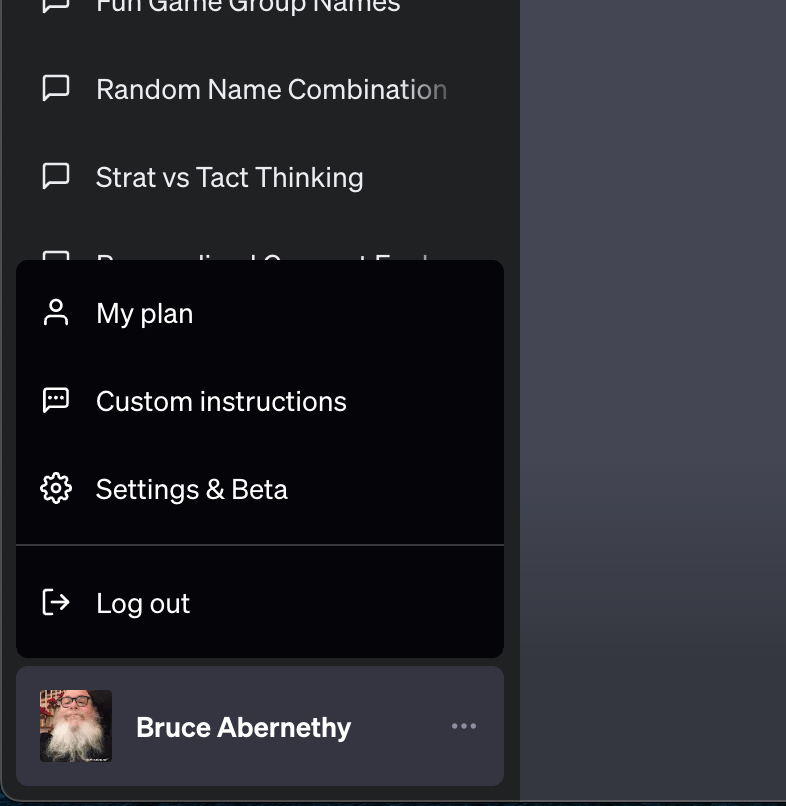 Fun Game Group Names
Random Name Combination
Strat vs Tact Thinking
My plan
Custom instructions
Settings & Beta
Log out
Bruce Abernethy